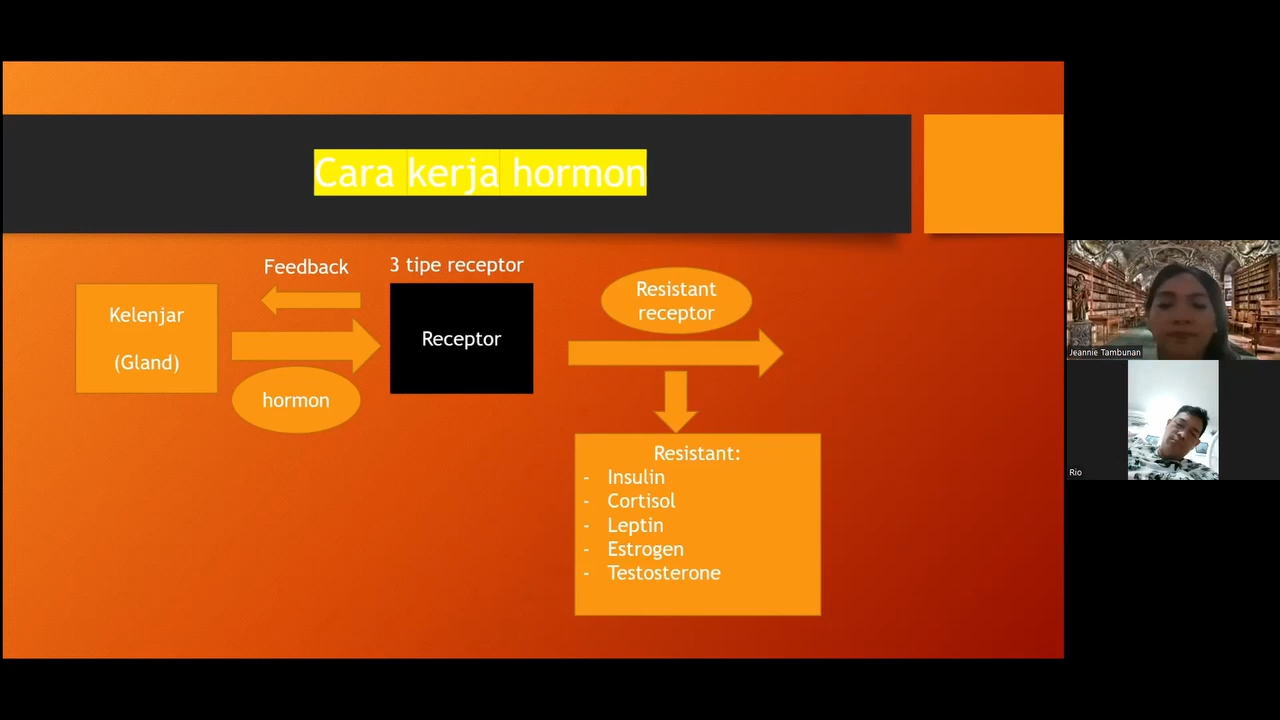 Cara kerja hormon
Feedback
3 tipe receptor
Kelenjar
(Gland)
hormon
Receptor
Resistant
receptor
Resistant:
- Insulin
- Cortisol
- Leptin
- Estrogen
- Testosterone
Jeannie Tambunan
Rio